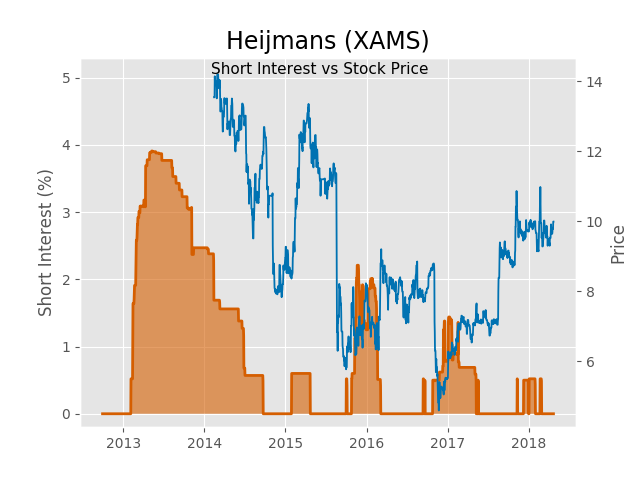 Heijmans (XAMS)
Short Interest vs Stock Price
Short Interest (%)
5
4
3
2
1
0
14
12
10
8
6
Price
2013 2014 2015 2016 2017 2018